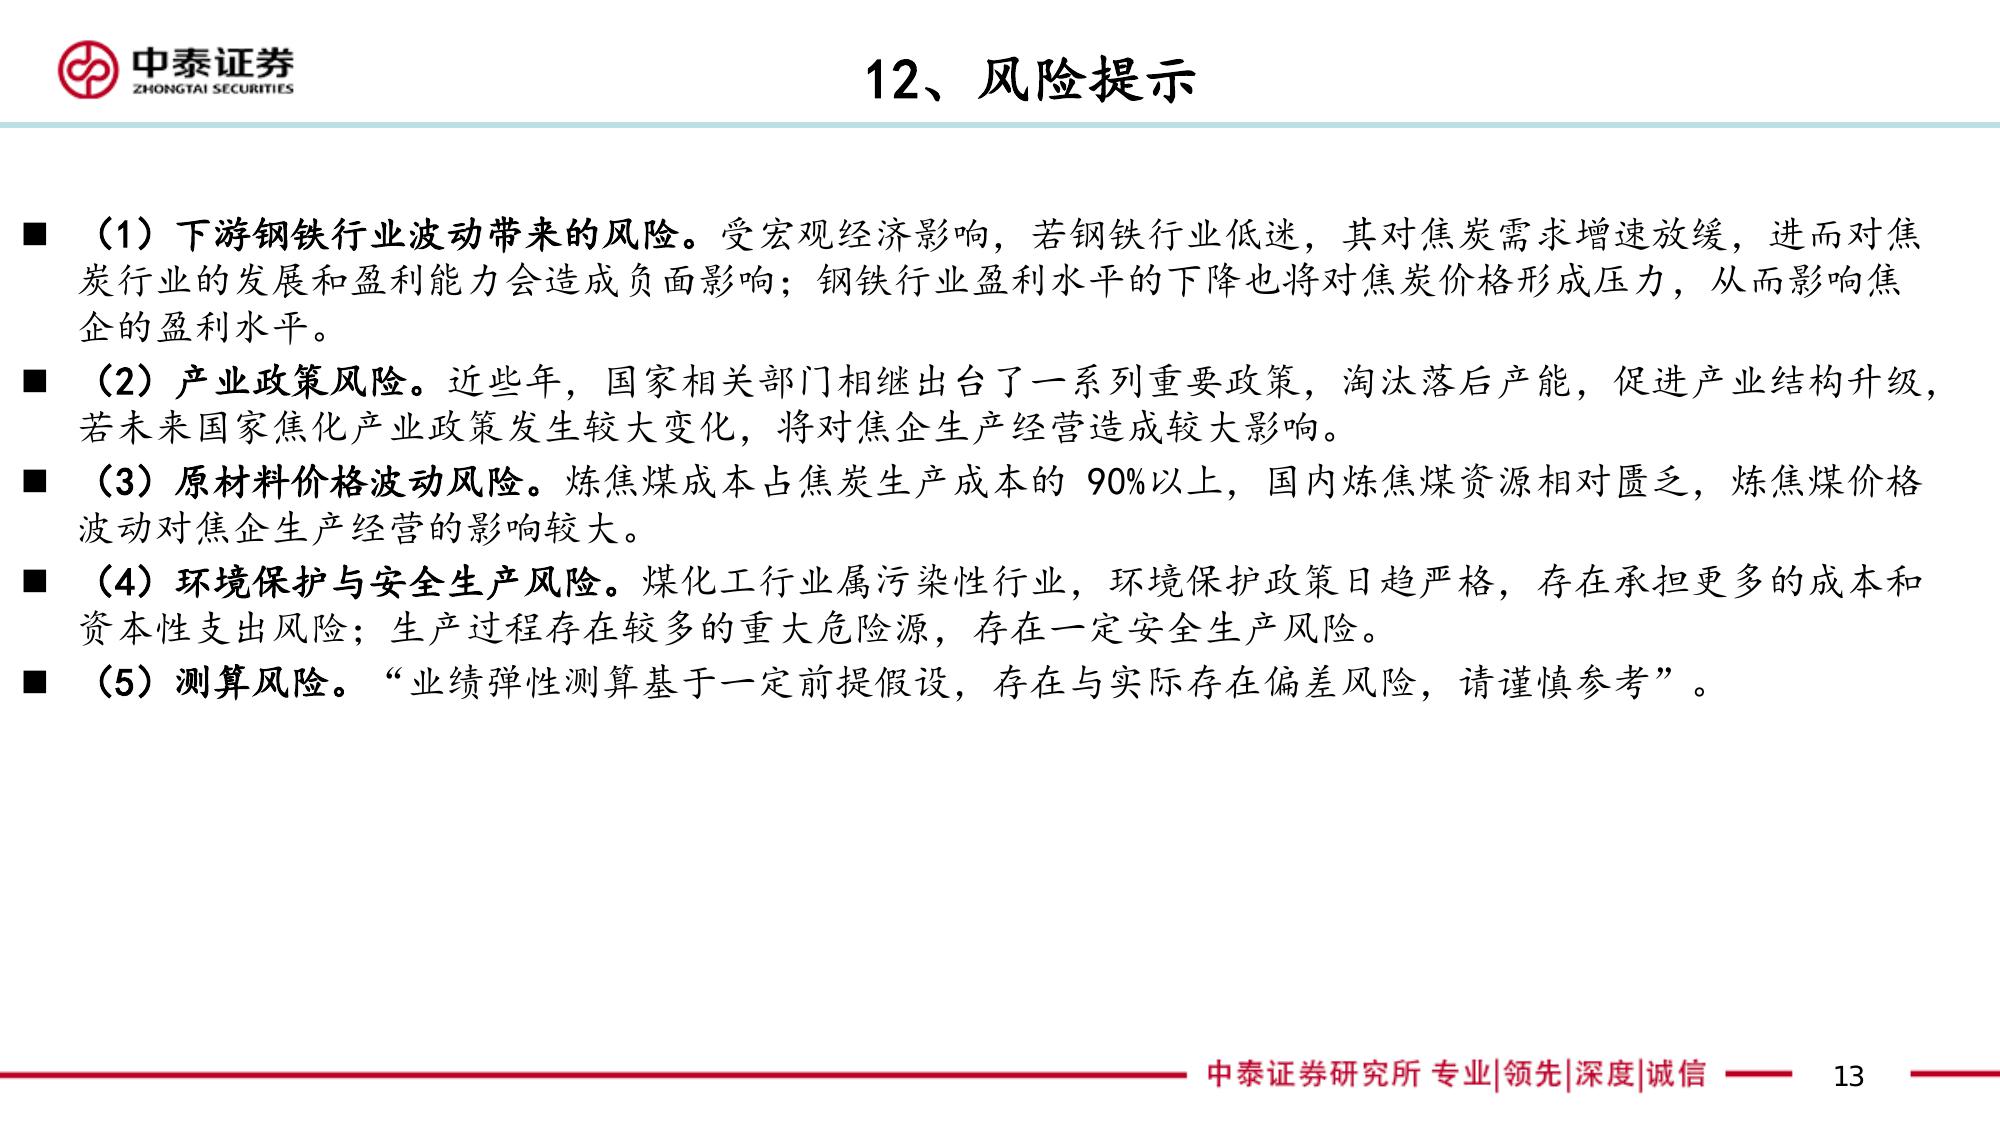 中泰证券
ZHONGTAI SECURITIES
12、风险提示
■ （1）下游钢铁行业波动带来的风险。受宏观经济影响，若钢铁行业低迷，其对焦炭需求增速放缓，进而对焦
炭行业的发展和盈利能力会造成负面影响；钢铁行业盈利水平的下降也将对焦炭价格形成压力，从而影响焦
企的盈利水平。
■ （2）产业政策风险。近些年，国家相关部门相继出台了一系列重要政策，淘汰落后产能，促进产业结构升级，
若未来国家焦化产业政策发生较大变化，将对焦企生产经营造成较大影响。
■ （3）原材料价格波动风险。炼焦煤成本占焦炭生产成本的 90%以上，国内炼焦煤资源相对匮乏，炼焦煤价格
波动对焦企生产经营的影响较大。
■ （4）环境保护与安全生产风险。煤化工行业属污染性行业，环境保护政策日趋严格，存在承担更多的成本和
资本性支出风险；生产过程存在较多的重大危险源，存在一定安全生产风险。
■ （5）测算风险。“业绩弹性测算基于一定前提假设，存在与实际存在偏差风险，请谨慎参考”。
中泰证券研究所 专业|领先|深度|诚信
13